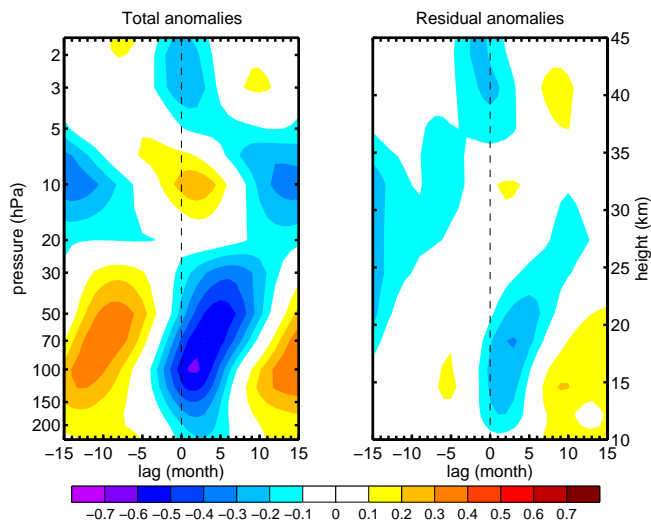 Total anomalies
Residual anomalies
pressure (hPa)
2
3
5
10
20
30
50
70
100
150
200
45
40
35
30
25
20
15
10
height (km)
−15 −10 −5 0 5 10 15
−15 −10 −5 0 5 10 15
lag (month)
lag (month)
−0.7 −0.6 −0.5 −0.4 −0.3 −0.2 −0.1 0 0.1 0.2 0.3 0.4 0.5 0.6 0.7